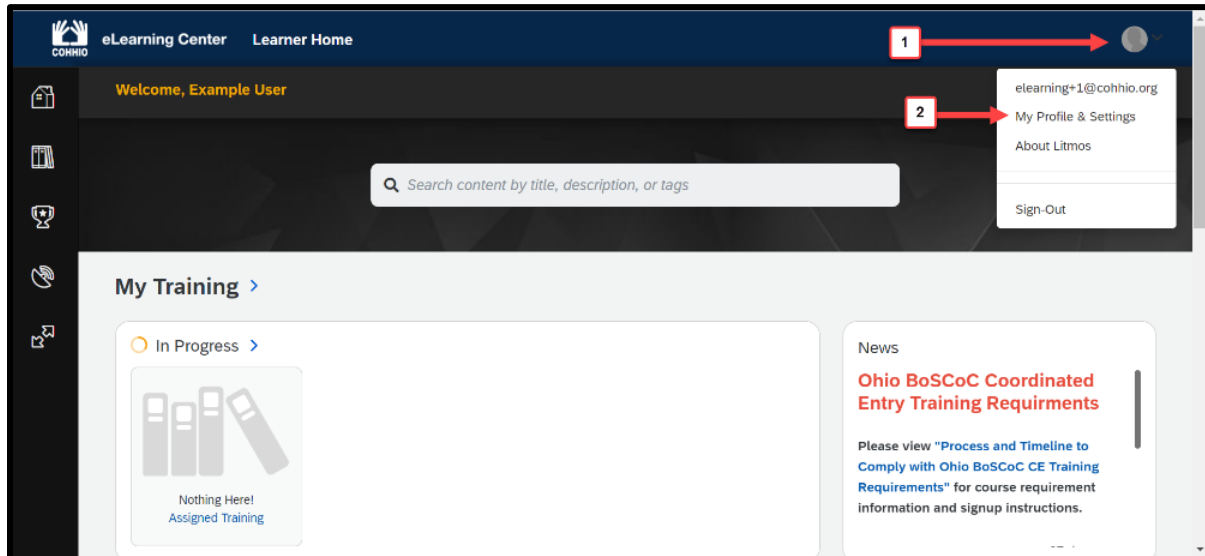 COHHIO
eLearning Center
Learner Home
1
Welcome, Example User
elearning+1@cohhio.org
2
My Profile & Settings
About Litmos
Sign-Out
Search content by title, description, or tags
My Training >
In Progress >
Nothing Here!
Assigned Training
News
Ohio BoSCoC Coordinated
Entry Training Requirments
Please view "Process and Timeline to
Comply with Ohio BoSCoC CE Training
Requirements" for course requirement
information and signup instructions.